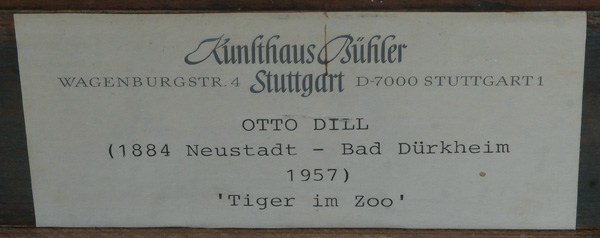 Kunsthaus Bühler
WAGENBURGSTR. 4 Stuttgart D-7000 STUTTGART 1
OTTO DILL
(1884 Neustadt - Bad Dürkheim
1957)
'Tiger im Zoo'